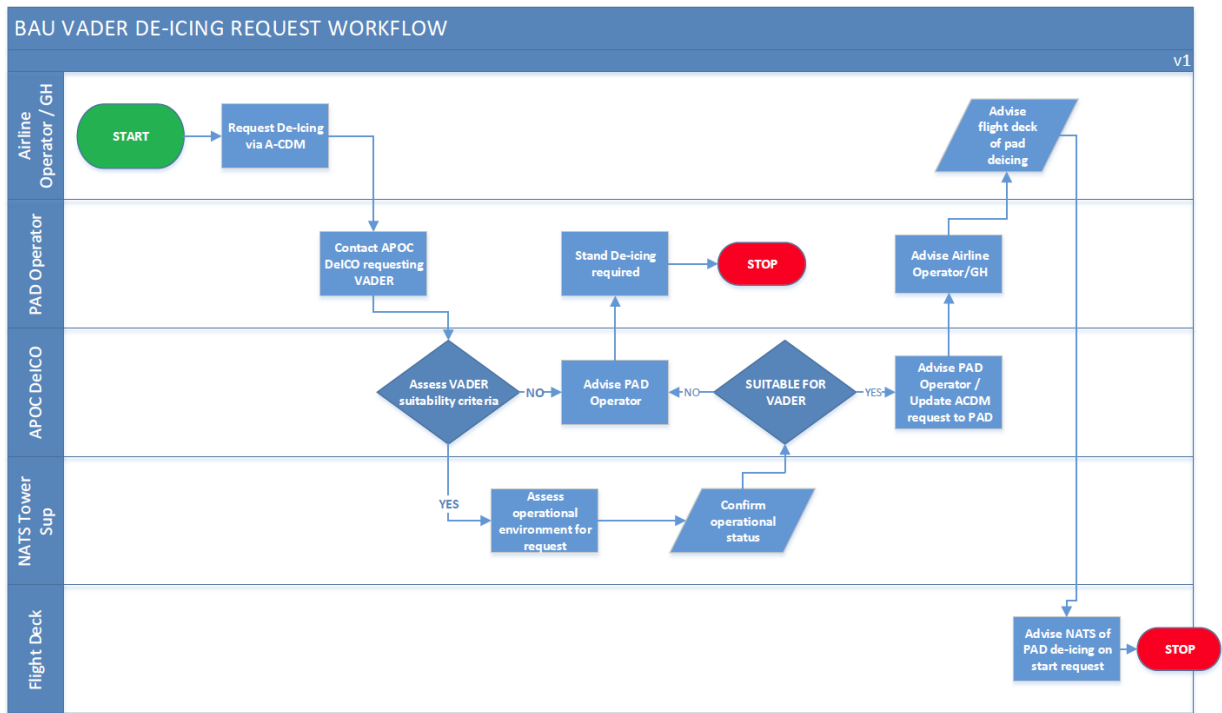 BAU VADER DE-ICING REQUEST WORKFLOW
v1
Airline
Operator / GH
START
Request De-Icing
via A-CDM
Advise
flight deck
of pad
deicing
PAD Operator
Contact APOC
DeICO requesting
VADER
Stand De-icing
required
STOP
Advise Airline
Operator/GH
APOC DeICO
Assess VADER
suitability criteria
NO
Advise PAD
Operator
NO
SUITABLE FOR
VADER
YES
Advise PAD
Operator /
Update ACDM
request to PAD
NATS Tower
Sup
YES
Assess
operational
environment for
request
Confirm
operational
status
Flight Deck
Advise NATS of
PAD de-icing on
start request
STOP